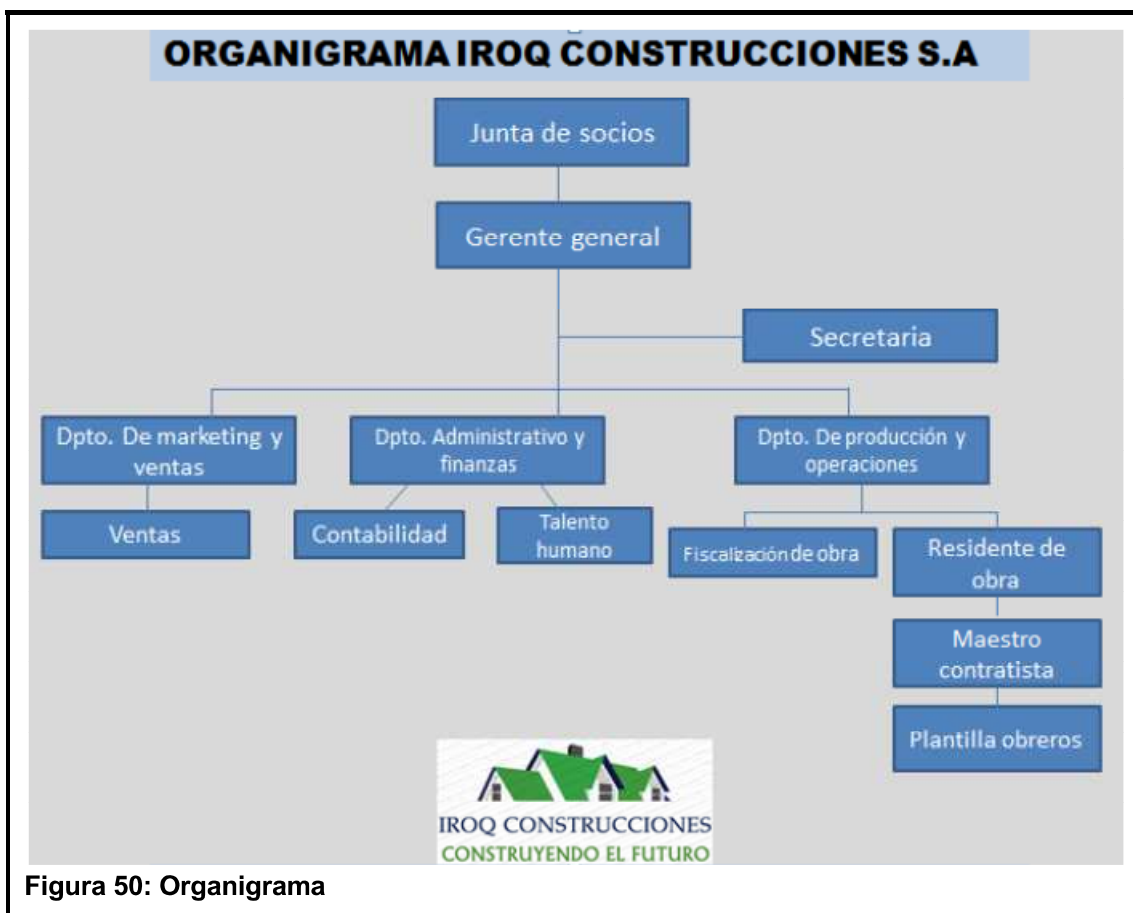 ORGANIGRAMA IROQ CONSTRUCCIONES S.A
Junta de socios
Gerente general
Secretaria
Dpto. De marketing y
ventas
Dpto. Administrativo y
finanzas
Dpto. De producción y
operaciones
Ventas
Contabilidad
Talento
humano
Fiscalización de obra
Residente de
obra
Maestro
contratista
Plantilla obreros
IROQ CONSTRUCCIONES
CONSTRUYENDO EL FUTURO
Figura 50: Organigrama